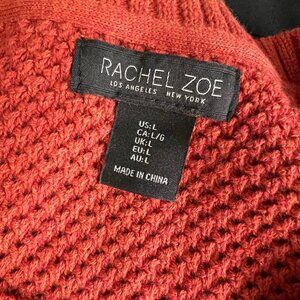 RACHEL ZOE
LOS ANGELES NEW YORK
US:L
CA:L/G
UK:L
EU:L
AU:L
MADE IN CHINA